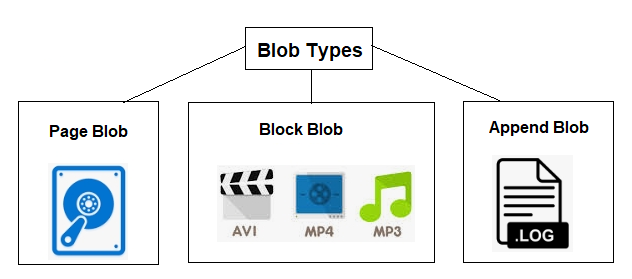 Blob Types
Page Blob
Block Blob
Append Blob
AVI
MP4
MP3
.LOG